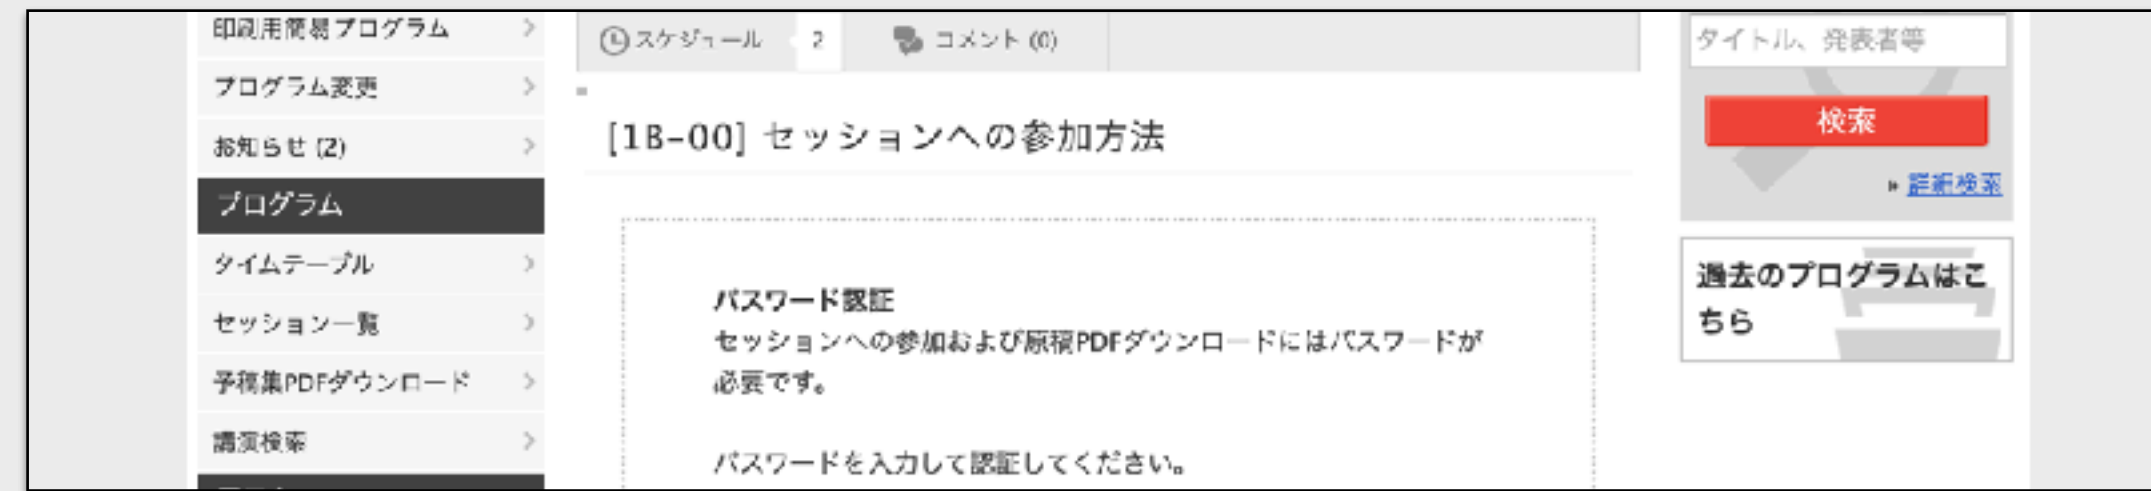 印刷用簡易プログラム
プログラム変更
お知らせ (2)
プログラム
タイムテーブル
セッション一覧
予稿集PDFダウンロード
講演検索
スケジュール 2 コメント (0)
[1B-00] セッションへの参加方法
パスワード認証
セッションへの参加および原稿PDFダウンロードにはパスワードが
必要です。
パスワードを入力して認証してください。
タイトル、発表者等
検索
詳細検索
過去のプログラムはこ
ちら